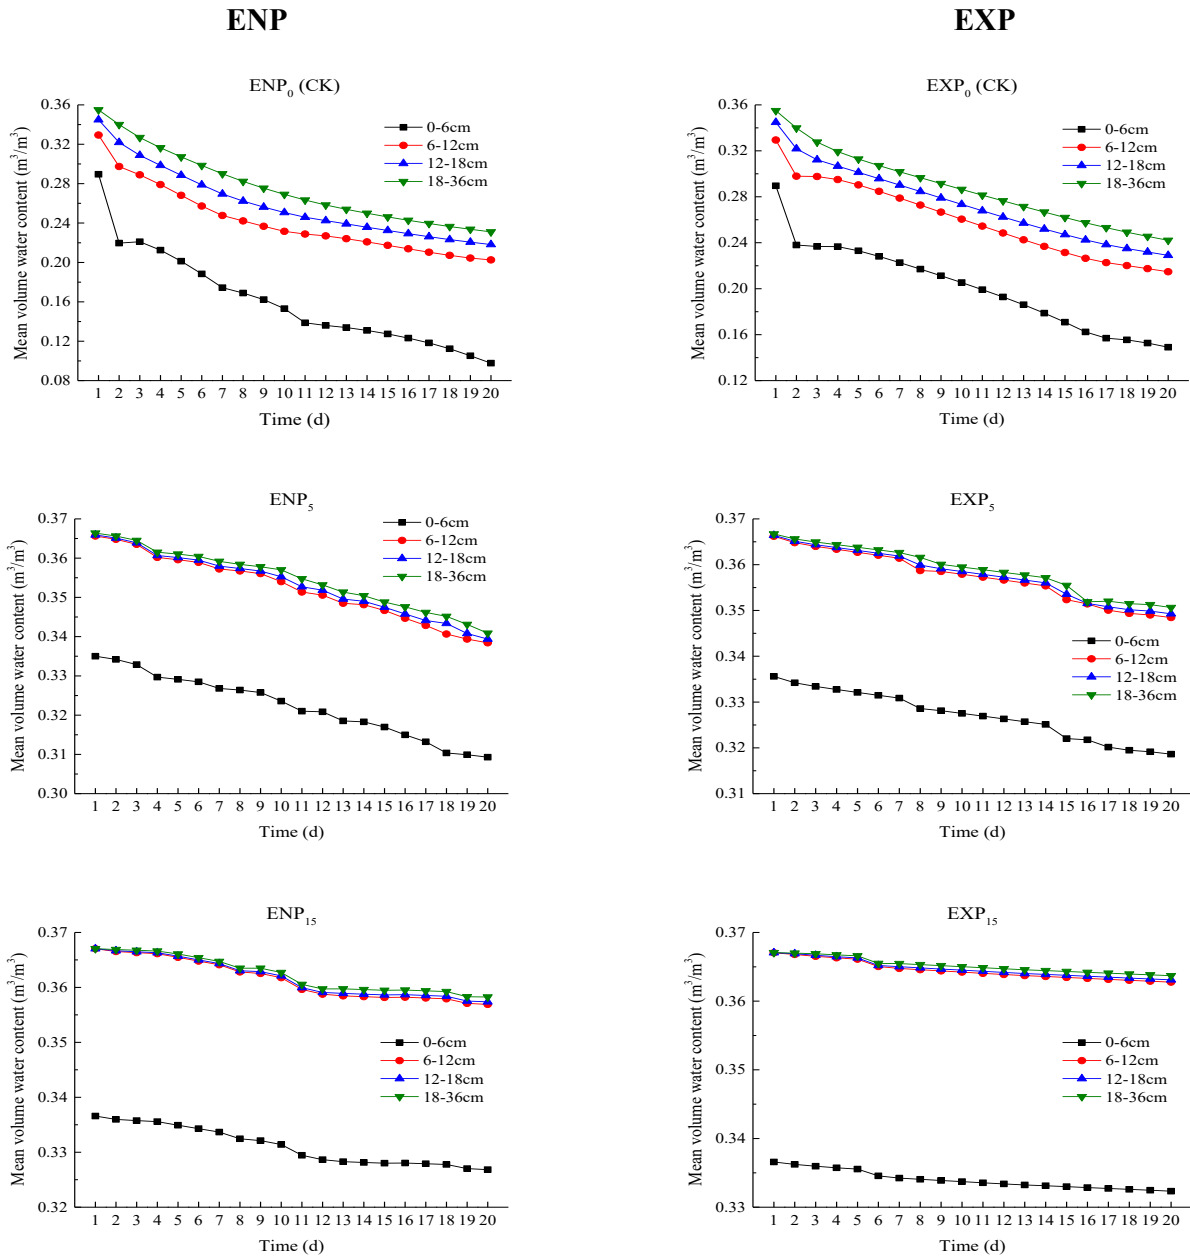 ENP
EXP
ENP₀ (CK)
Mean volume water content (m³/m³)
0.36
0.32
0.28
0.24
0.20
0.16
0.12
0.08
0-6cm
6-12cm
12-18cm
18-36cm
1 2 3 4 5 6 7 8 9 10 11 12 13 14 15 16 17 18 19 20
Time (d)
EXP₀ (CK)
Mean volume water content (m³/m³)
0.36
0.32
0.28
0.24
0.20
0.16
0.12
0-6cm
6-12cm
12-18cm
18-36cm
1 2 3 4 5 6 7 8 9 10 11 12 13 14 15 16 17 18 19 20
Time (d)
ENP₅
Mean volume water content (m³/m³)
0.37
0.36
0.35
0.34
0.33
0.32
0.31
0.30
0-6cm
6-12cm
12-18cm
18-36cm
1 2 3 4 5 6 7 8 9 10 11 12 13 14 15 16 17 18 19 20
Time (d)
EXP₅
Mean volume water content (m³/m³)
0.37
0.36
0.35
0.34
0.33
0.32
0.31
0-6cm
6-12cm
12-18cm
18-36cm
1 2 3 4 5 6 7 8 9 10 11 12 13 14 15 16 17 18 19 20
Time (d)
ENP₁₅
Mean volume water content (m³/m³)
0.37
0.36
0.35
0.34
0.33
0.32
0-6cm
6-12cm
12-18cm
18-36cm
1 2 3 4 5 6 7 8 9 10 11 12 13 14 15 16 17 18 19 20
Time (d)
EXP₁₅
Mean volume water content (m³/m³)
0.37
0.36
0.35
0.34
0.33
0-6cm
6-12cm
12-18cm
18-36cm
1 2 3 4 5 6 7 8 9 10 11 12 13 14 15 16 17 18 19 20
Time (d)